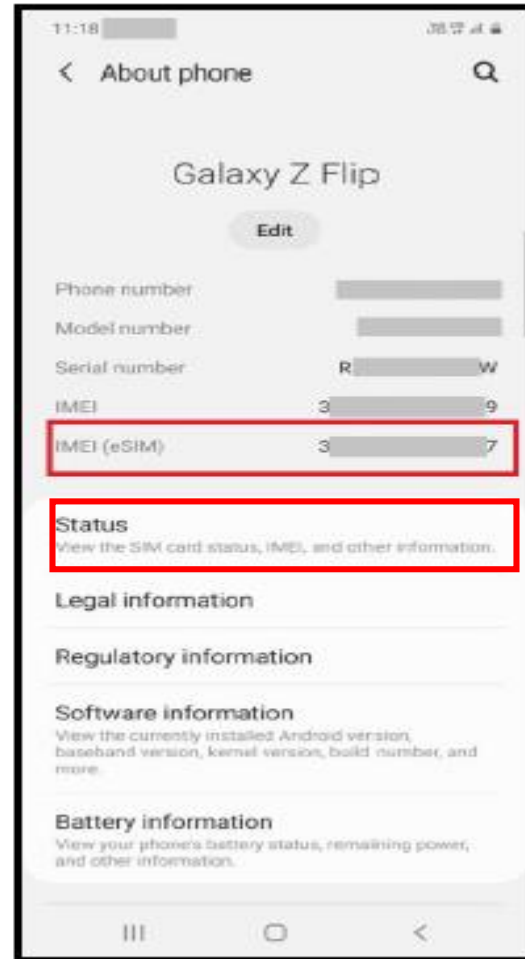 11:18
About phone
Galaxy Z Flip
Edit
Phone number
Model number
Serial number R W
IMEI 3 9
IMEI (eSIM) 3 7
Status
View the SIM card status, IMEI, and other information.
Legal information
Regulatory information
Software information
View the currently installed Android version,
baseband version, kernel version, build number, and
more.
Battery information
View your phone's battery status, remaining power,
and other information.